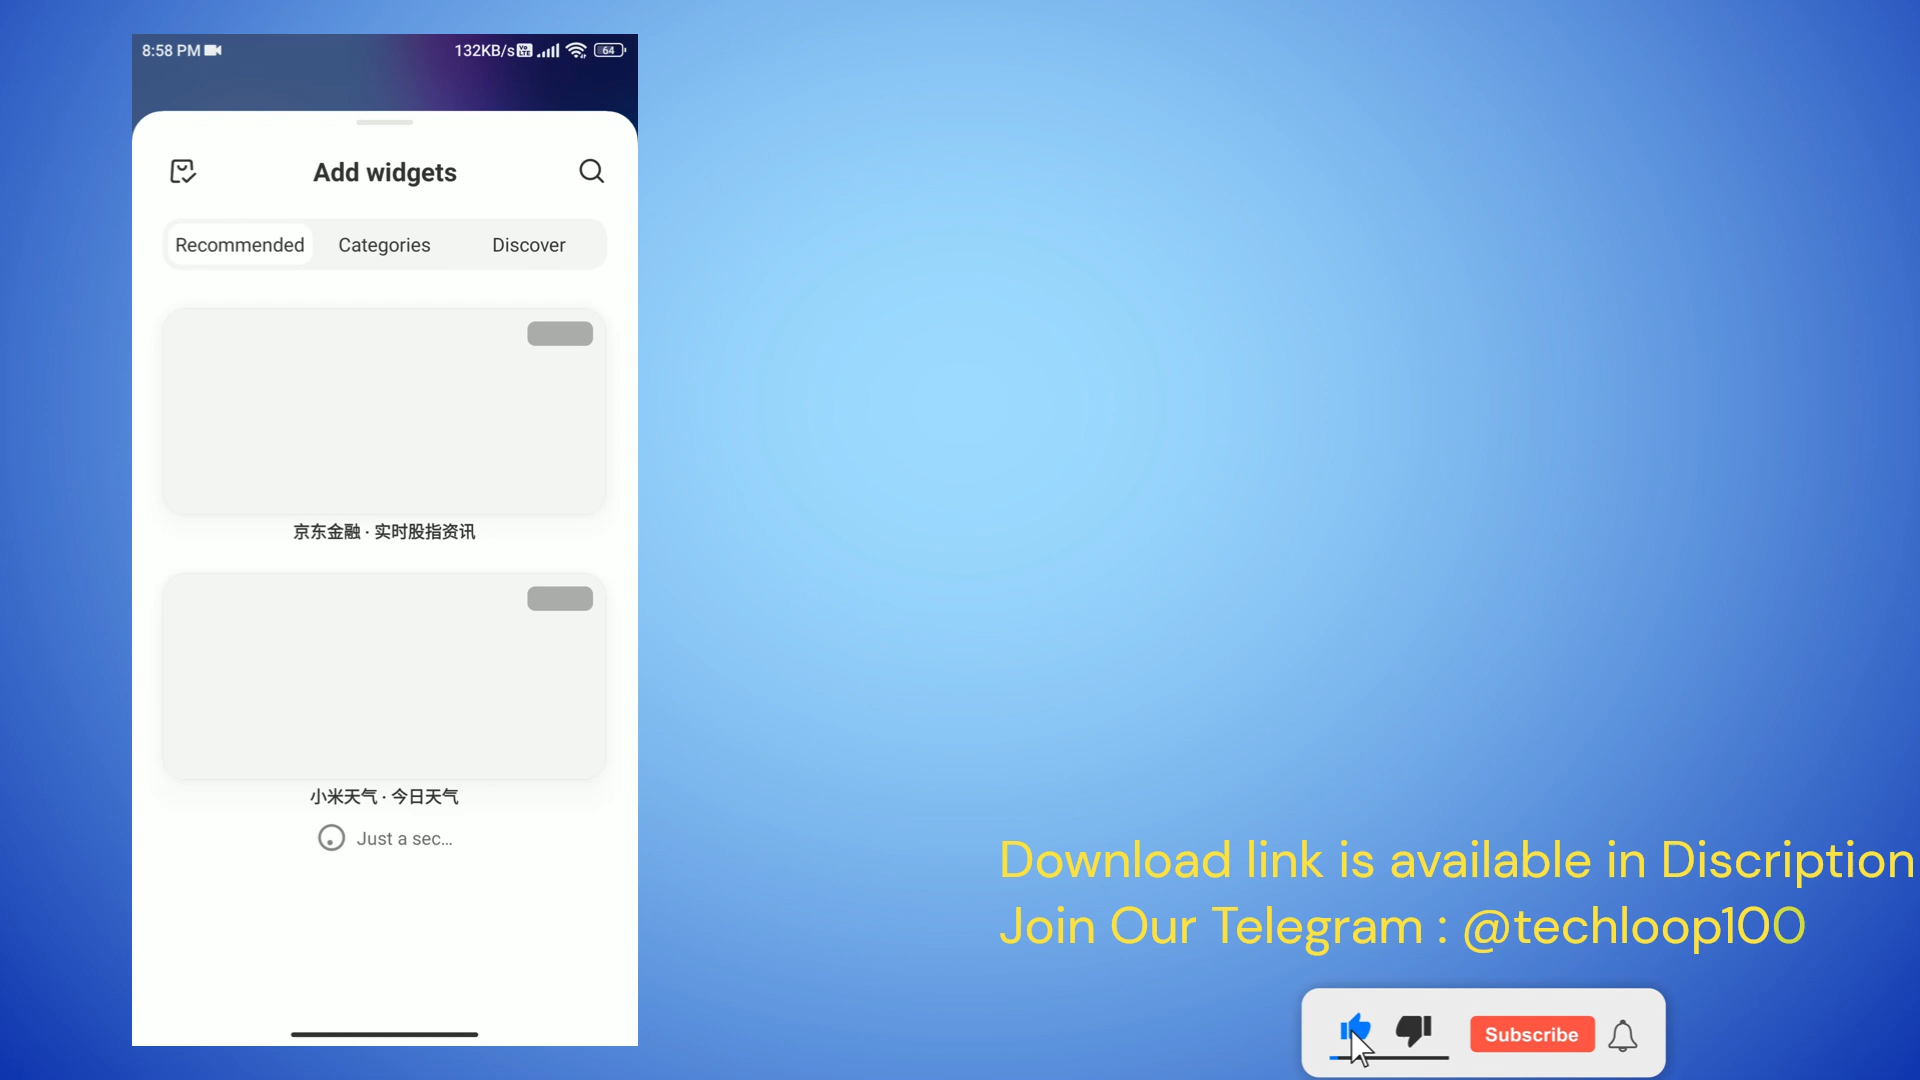 8:58 PM 132KB/s Vo LTE 64
Add widgets
Recommended Categories Discover
京东金融 · 实时股指资讯
小米天气 · 今日天气
Just a sec...
Download link is available in Discription
Join Our Telegram : @techloop100
Subscribe